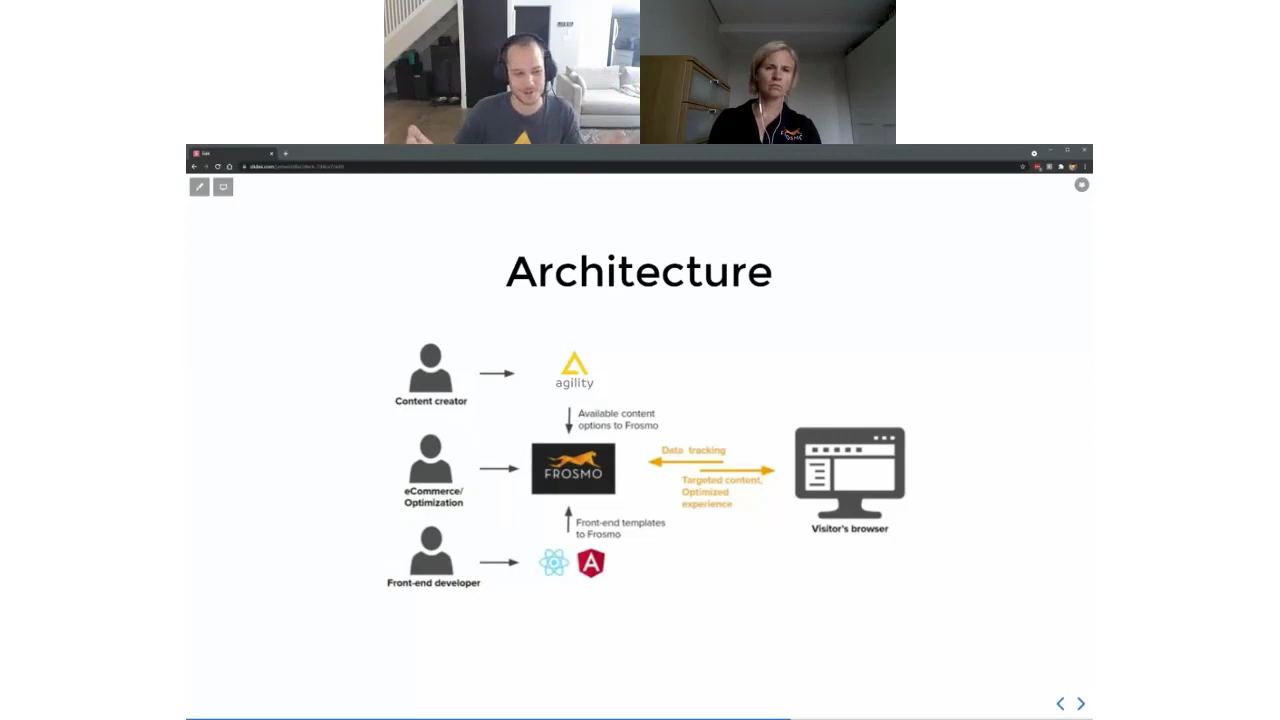 FROSMO
Architecture
agility
Content creator
Available content
options to Frosmo
FROSMO
Data tracking
eCommerce/
Optimization
Targeted content,
Optimized
experience
Visitor's browser
Front-end templates
to Frosmo
Front-end developer